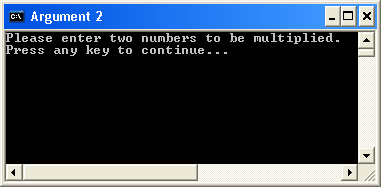 Argument 2
Please enter two numbers to be multiplied.
Press any key to continue...